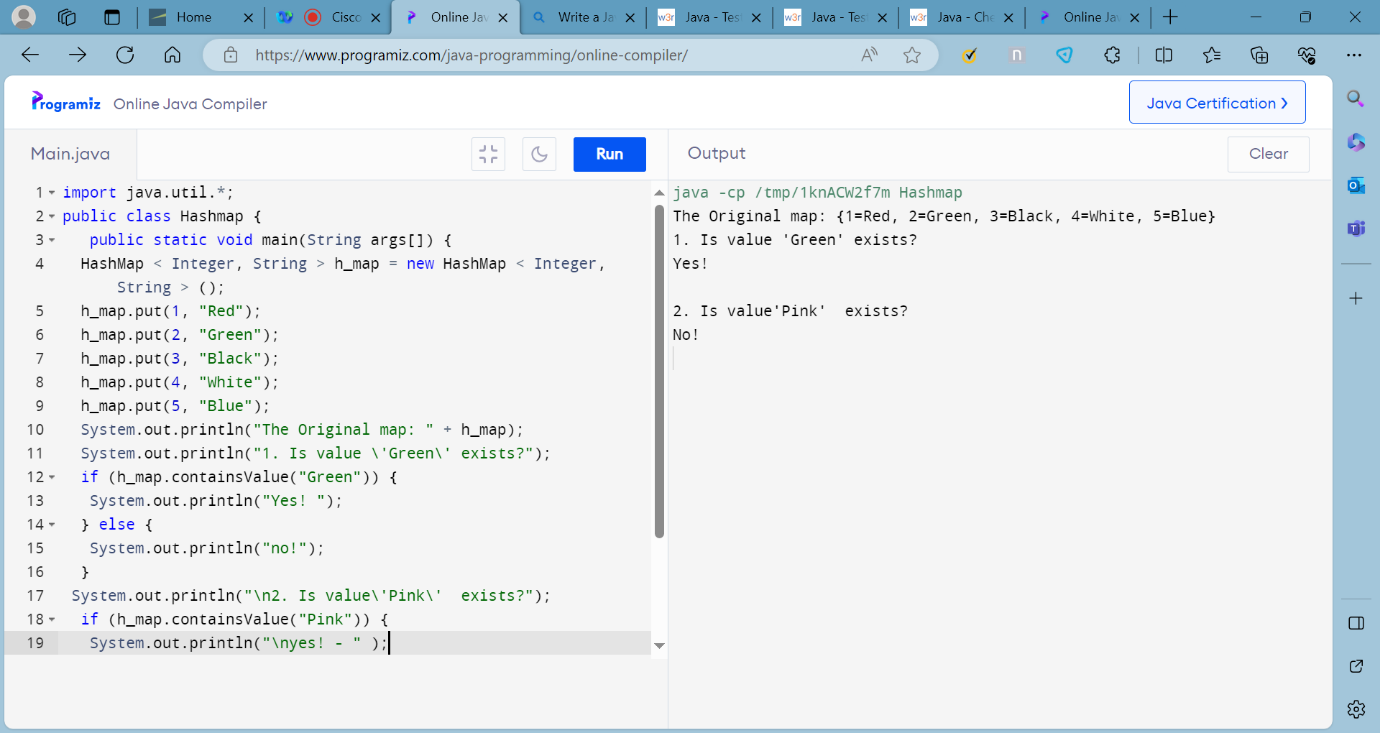 Home
Cisco
Online Jav
Write a Ja
Java - Tes
Java - Tes
Java - Che
Online Jav
https://www.programiz.com/java-programming/online-compiler/
Programiz Online Java Compiler
Java Certification >
Main.java
Run
Output
Clear
1 import java.util.*;
2 public class Hashmap {
3 public static void main(String args[]) {
4 HashMap < Integer, String > h_map = new HashMap < Integer,
String > ();
5 h_map.put(1, "Red");
6 h_map.put(2, "Green");
7 h_map.put(3, "Black");
8 h_map.put(4, "White");
9 h_map.put(5, "Blue");
10 System.out.println("The Original map: " + h_map);
11 System.out.println("1. Is value \'Green\' exists?");
12 if (h_map.containsValue("Green")) {
13 System.out.println("Yes! ");
14 } else {
15 System.out.println("no!");
16 }
17 System.out.println("\n2. Is value\'Pink\'  exists?");
18 if (h_map.containsValue("Pink")) {
19 System.out.println("\nyes! - " );
java -cp /tmp/1knACW2f7m Hashmap
The Original map: {1=Red, 2=Green, 3=Black, 4=White, 5=Blue}
1. Is value 'Green' exists?
Yes!
2. Is value'Pink'  exists?
No!